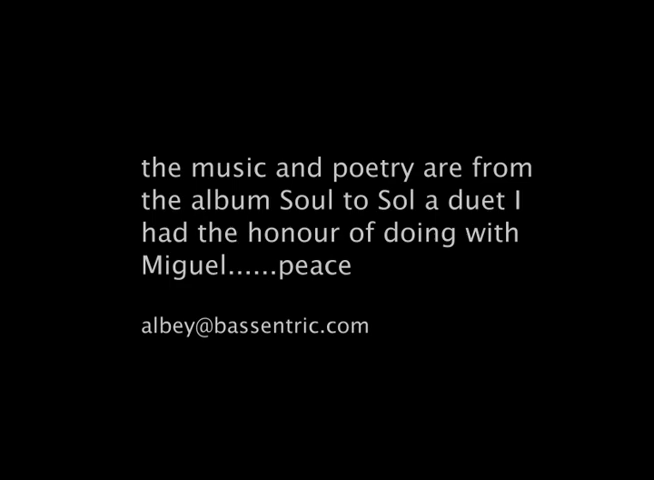 the music and poetry are from
the album Soul to Sol a duet I
had the honour of doing with
Miguel......peace
albey@bassentric.com